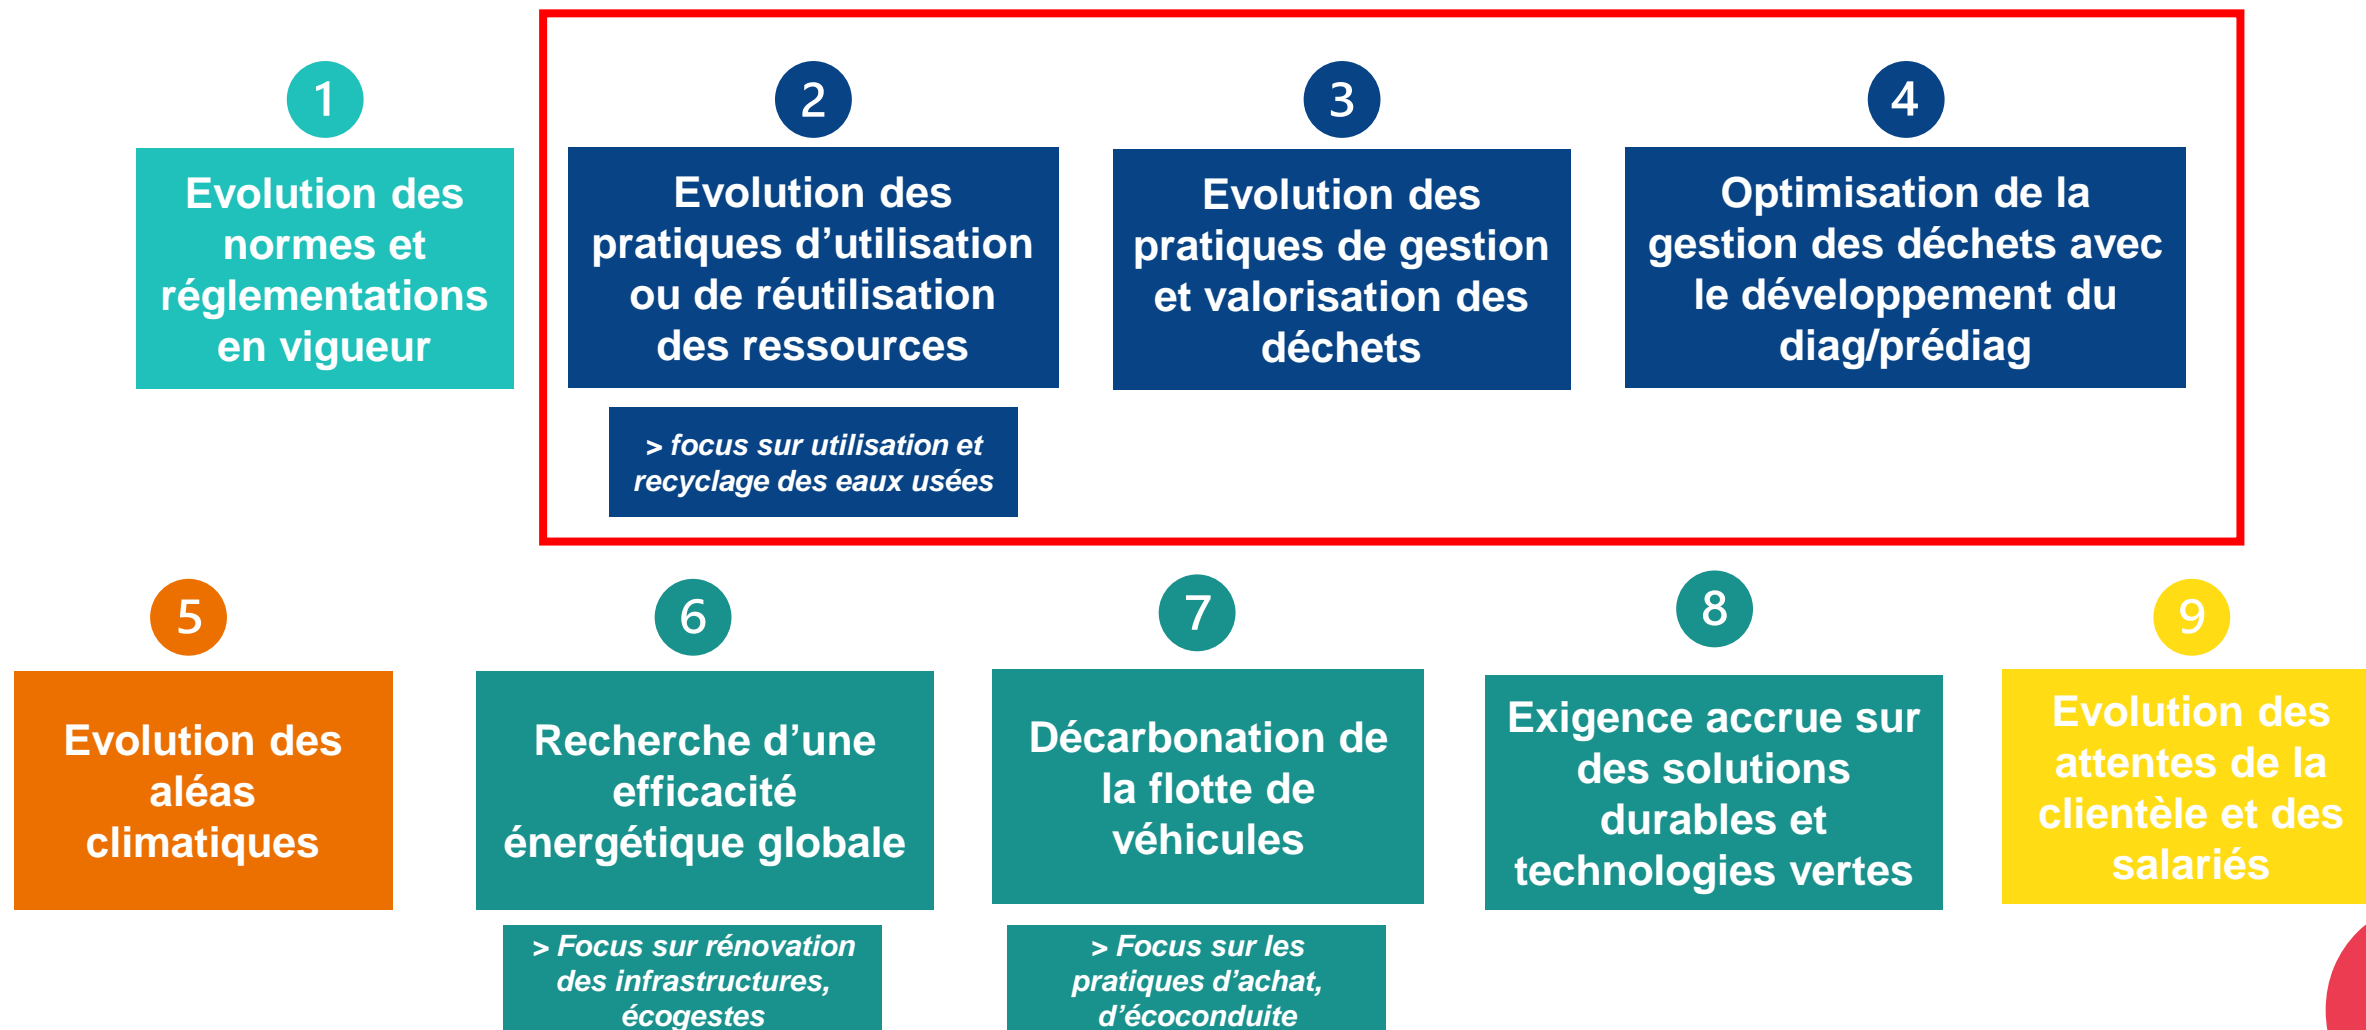 1
Evolution des
normes et
réglementations
en vigueur
2
Evolution des
pratiques d’utilisation
ou de réutilisation
des ressources
> focus sur utilisation et
recyclage des eaux usées
3
Evolution des
pratiques de gestion
et valorisation des
déchets
4
Optimisation de la
gestion des déchets avec
le développement du
diag/prédiag
5
Evolution des
aléas
climatiques
6
Recherche d’une
efficacité
énergétique globale
> Focus sur rénovation
des infrastructures,
écogestes
7
Décarbonation de
la flotte de
véhicules
> Focus sur les
pratiques d’achat,
d’écoconduite
8
Exigence accrue sur
des solutions
durables et
technologies vertes
9
Evolution des
attentes de la
clientèle et des
salariés